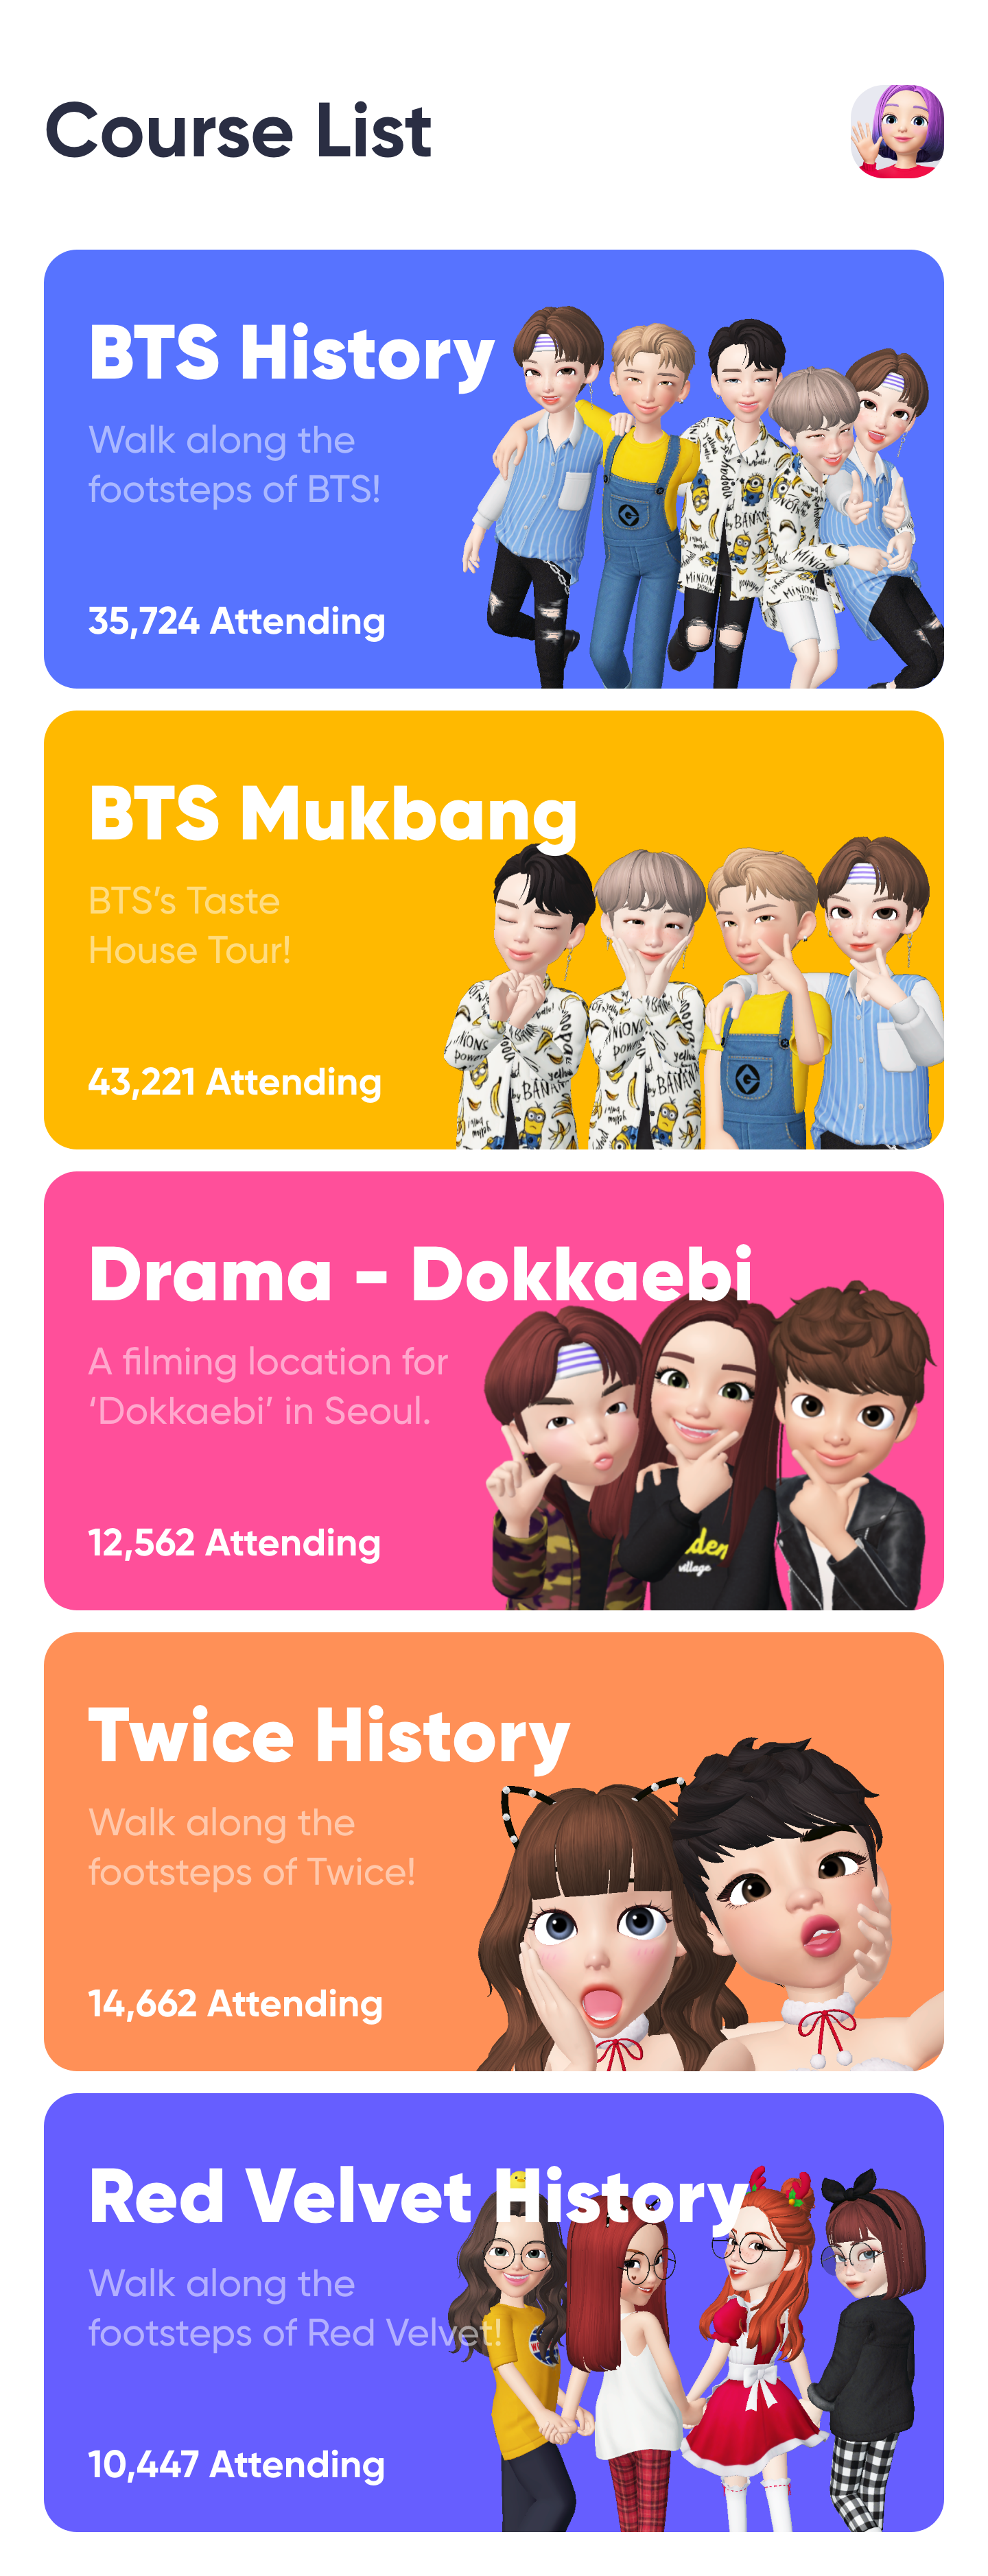 Course List
BTS History
Walk along the
footsteps of BTS!
35,724 Attending
BTS Mukbang
BTS's Taste
House Tour!
43,221 Attending
Drama - Dokkaebi
A filming location for
‘Dokkaebi’ in Seoul.
12,562 Attending
Twice History
Walk along the
footsteps of Twice!
14,662 Attending
Red Velvet History
Walk along the
footsteps of Red Velvet!
10,447 Attending